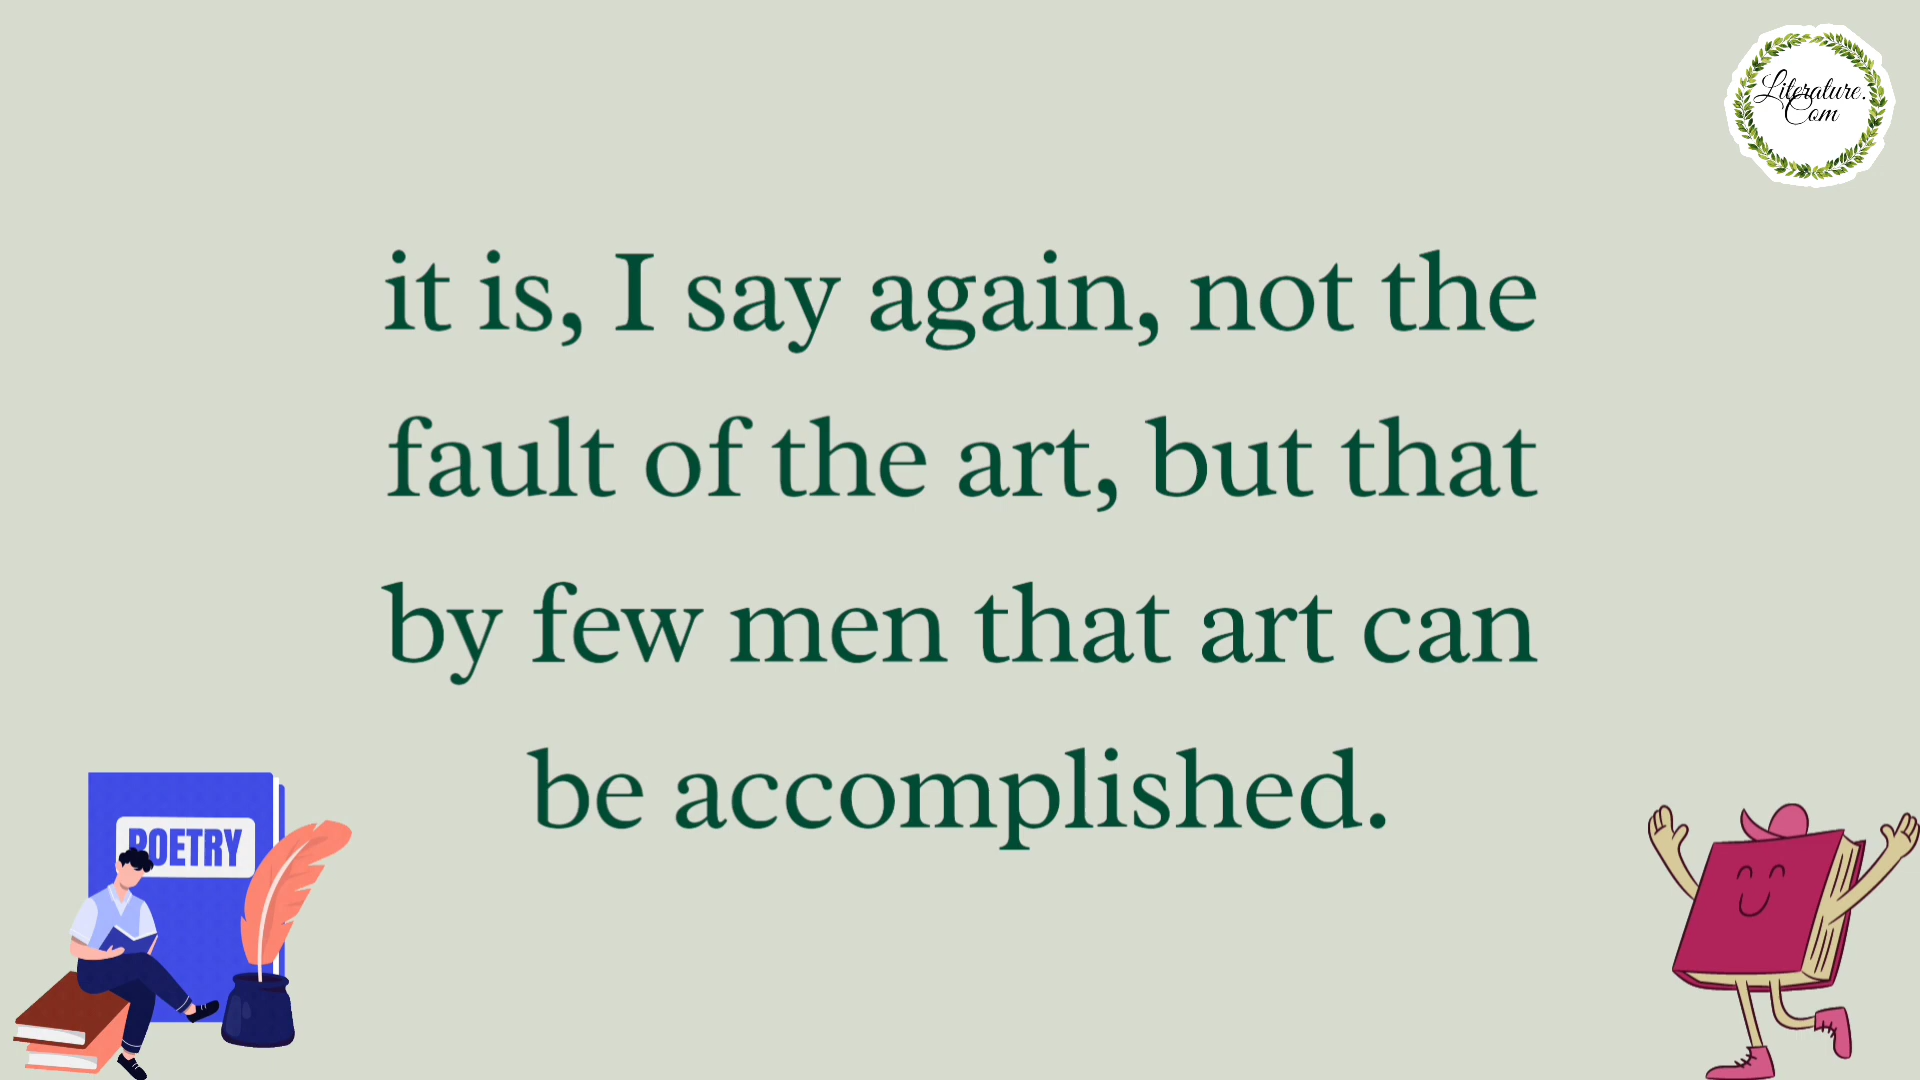 Literature.
Com
it is, I say again, not the
fault of the art, but that
by few men that art can
be accomplished.
POETRY